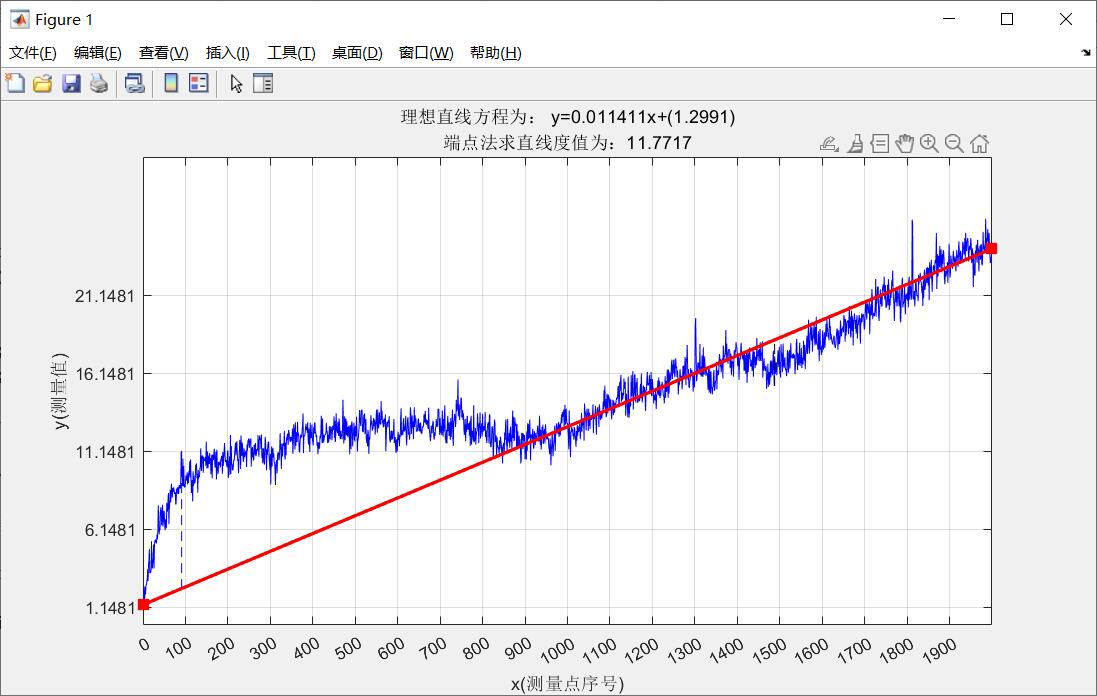 Figure 1
文件(F) 编辑(E) 查看(V) 插入(I) 工具(T) 桌面(D) 窗口(W) 帮助(H)
理想直线方程为： y=0.011411x+(1.2991)
端点法求直线度值为：11.7717
21.1481
16.1481
11.1481
6.1481
1.1481
y(测量值)
0 100 200 300 400 500 600 700 800 900 1000 1100 1200 1300 1400 1500 1600 1700 1800 1900
x(测量点序号)